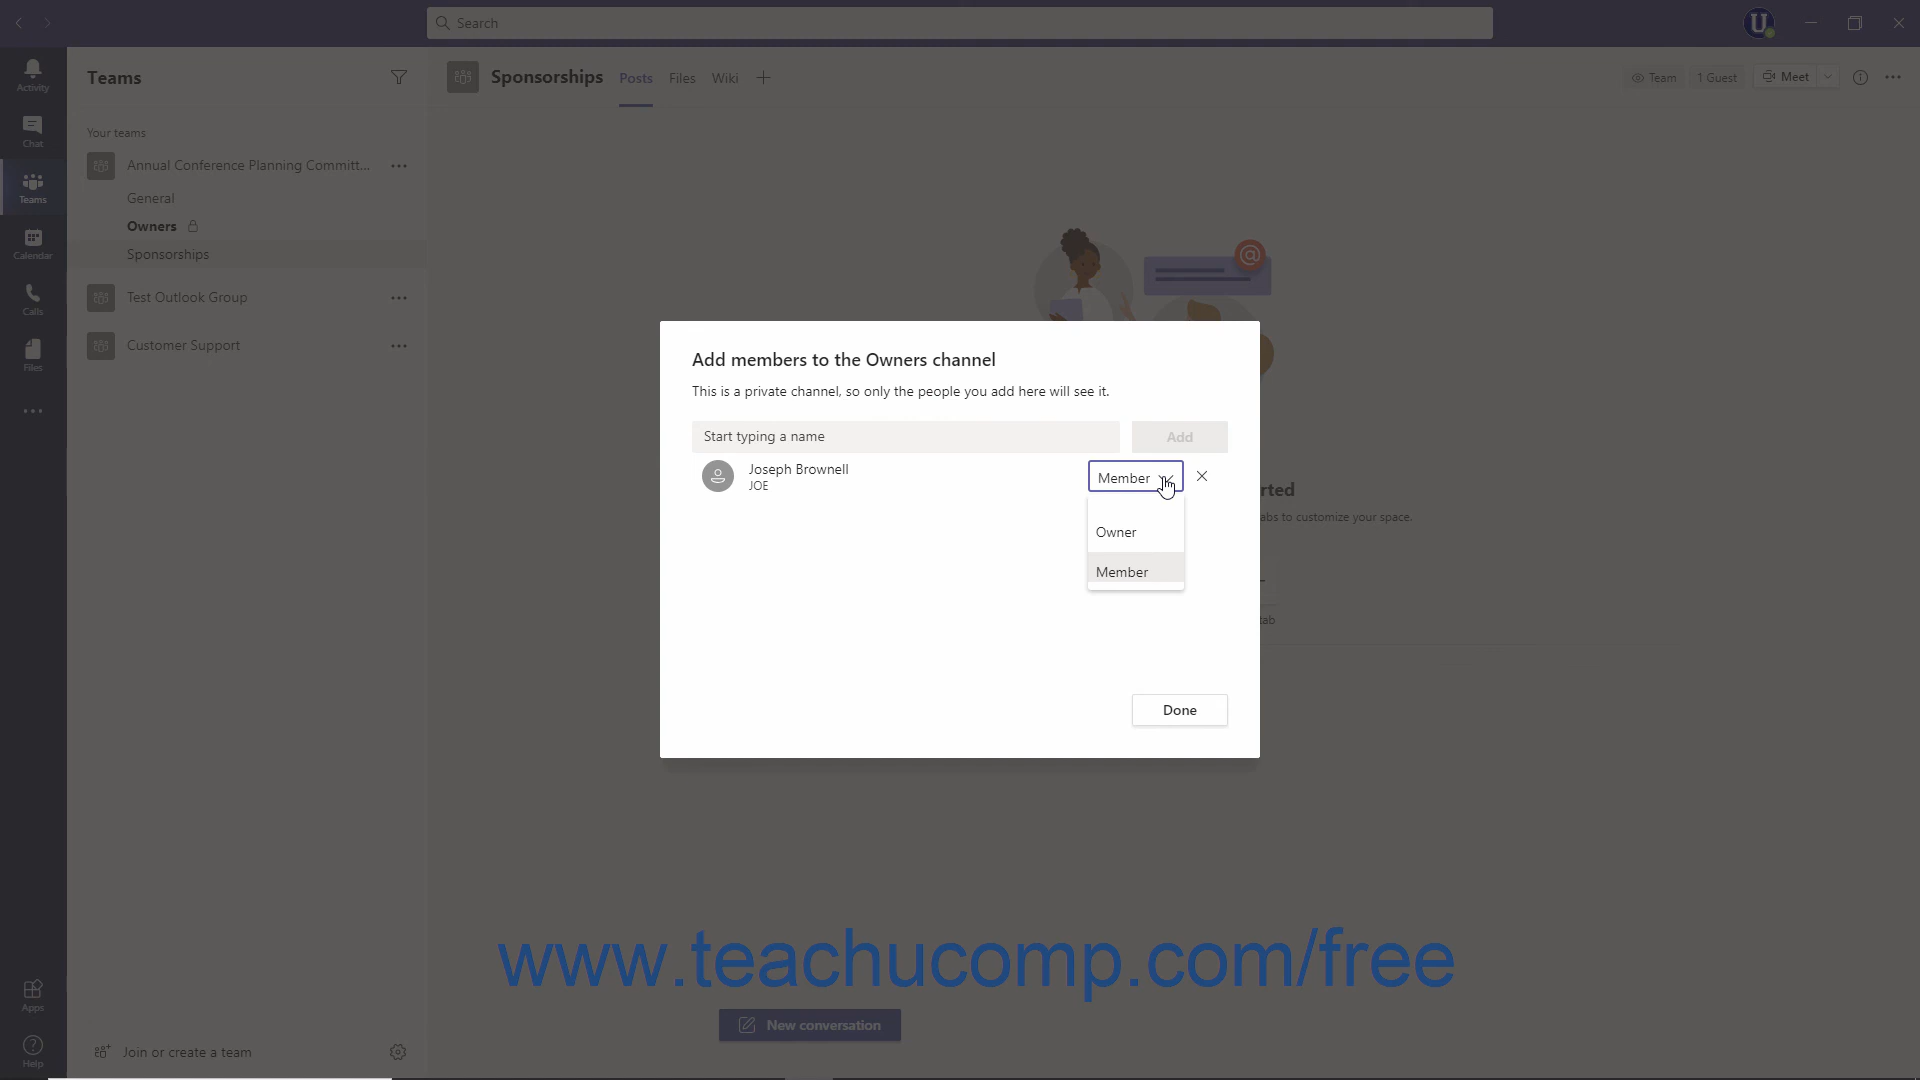 Search
U
Activity
Chat
Teams
Calendar
Calls
Files
Apps
Help
Teams
Your teams
Annual Conference Planning Committ...
General
Owners
Sponsorships
Test Outlook Group
Customer Support
Join or create a team
Sponsorships Posts Files Wiki
Team 1 Guest Meet
@
Add members to the Owners channel
This is a private channel, so only the people you add here will see it.
Start typing a name Add
Joseph Brownell Member
JOE
Owner
Member
Done
rted
abs to customize your space.
tab
www.teachucomp.com/free
New conversation